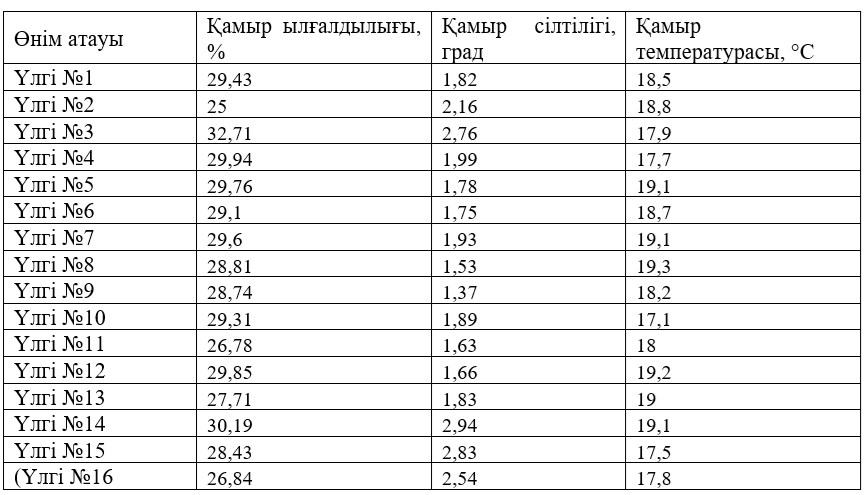 Өнім атауы
Қамыр ылғалдылығы, %
Қамыр сілтілігі, град
Қамыр температурасы, °C
Үлгі №1 29,43 1,82 18,5
Үлгі №2 25 2,16 18,8
Үлгі №3 32,71 2,76 17,9
Үлгі №4 29,94 1,99 17,7
Үлгі №5 29,76 1,78 19,1
Үлгі №6 29,1 1,75 18,7
Үлгі №7 29,6 1,93 19,1
Үлгі №8 28,81 1,53 19,3
Үлгі №9 28,74 1,37 18,2
Үлгі №10 29,31 1,89 17,1
Үлгі №11 26,78 1,63 18
Үлгі №12 29,85 1,66 19,2
Үлгі №13 27,71 1,83 19
Үлгі №14 30,19 2,94 19,1
Үлгі №15 28,43 2,83 17,5
(Үлгі №16 26,84 2,54 17,8